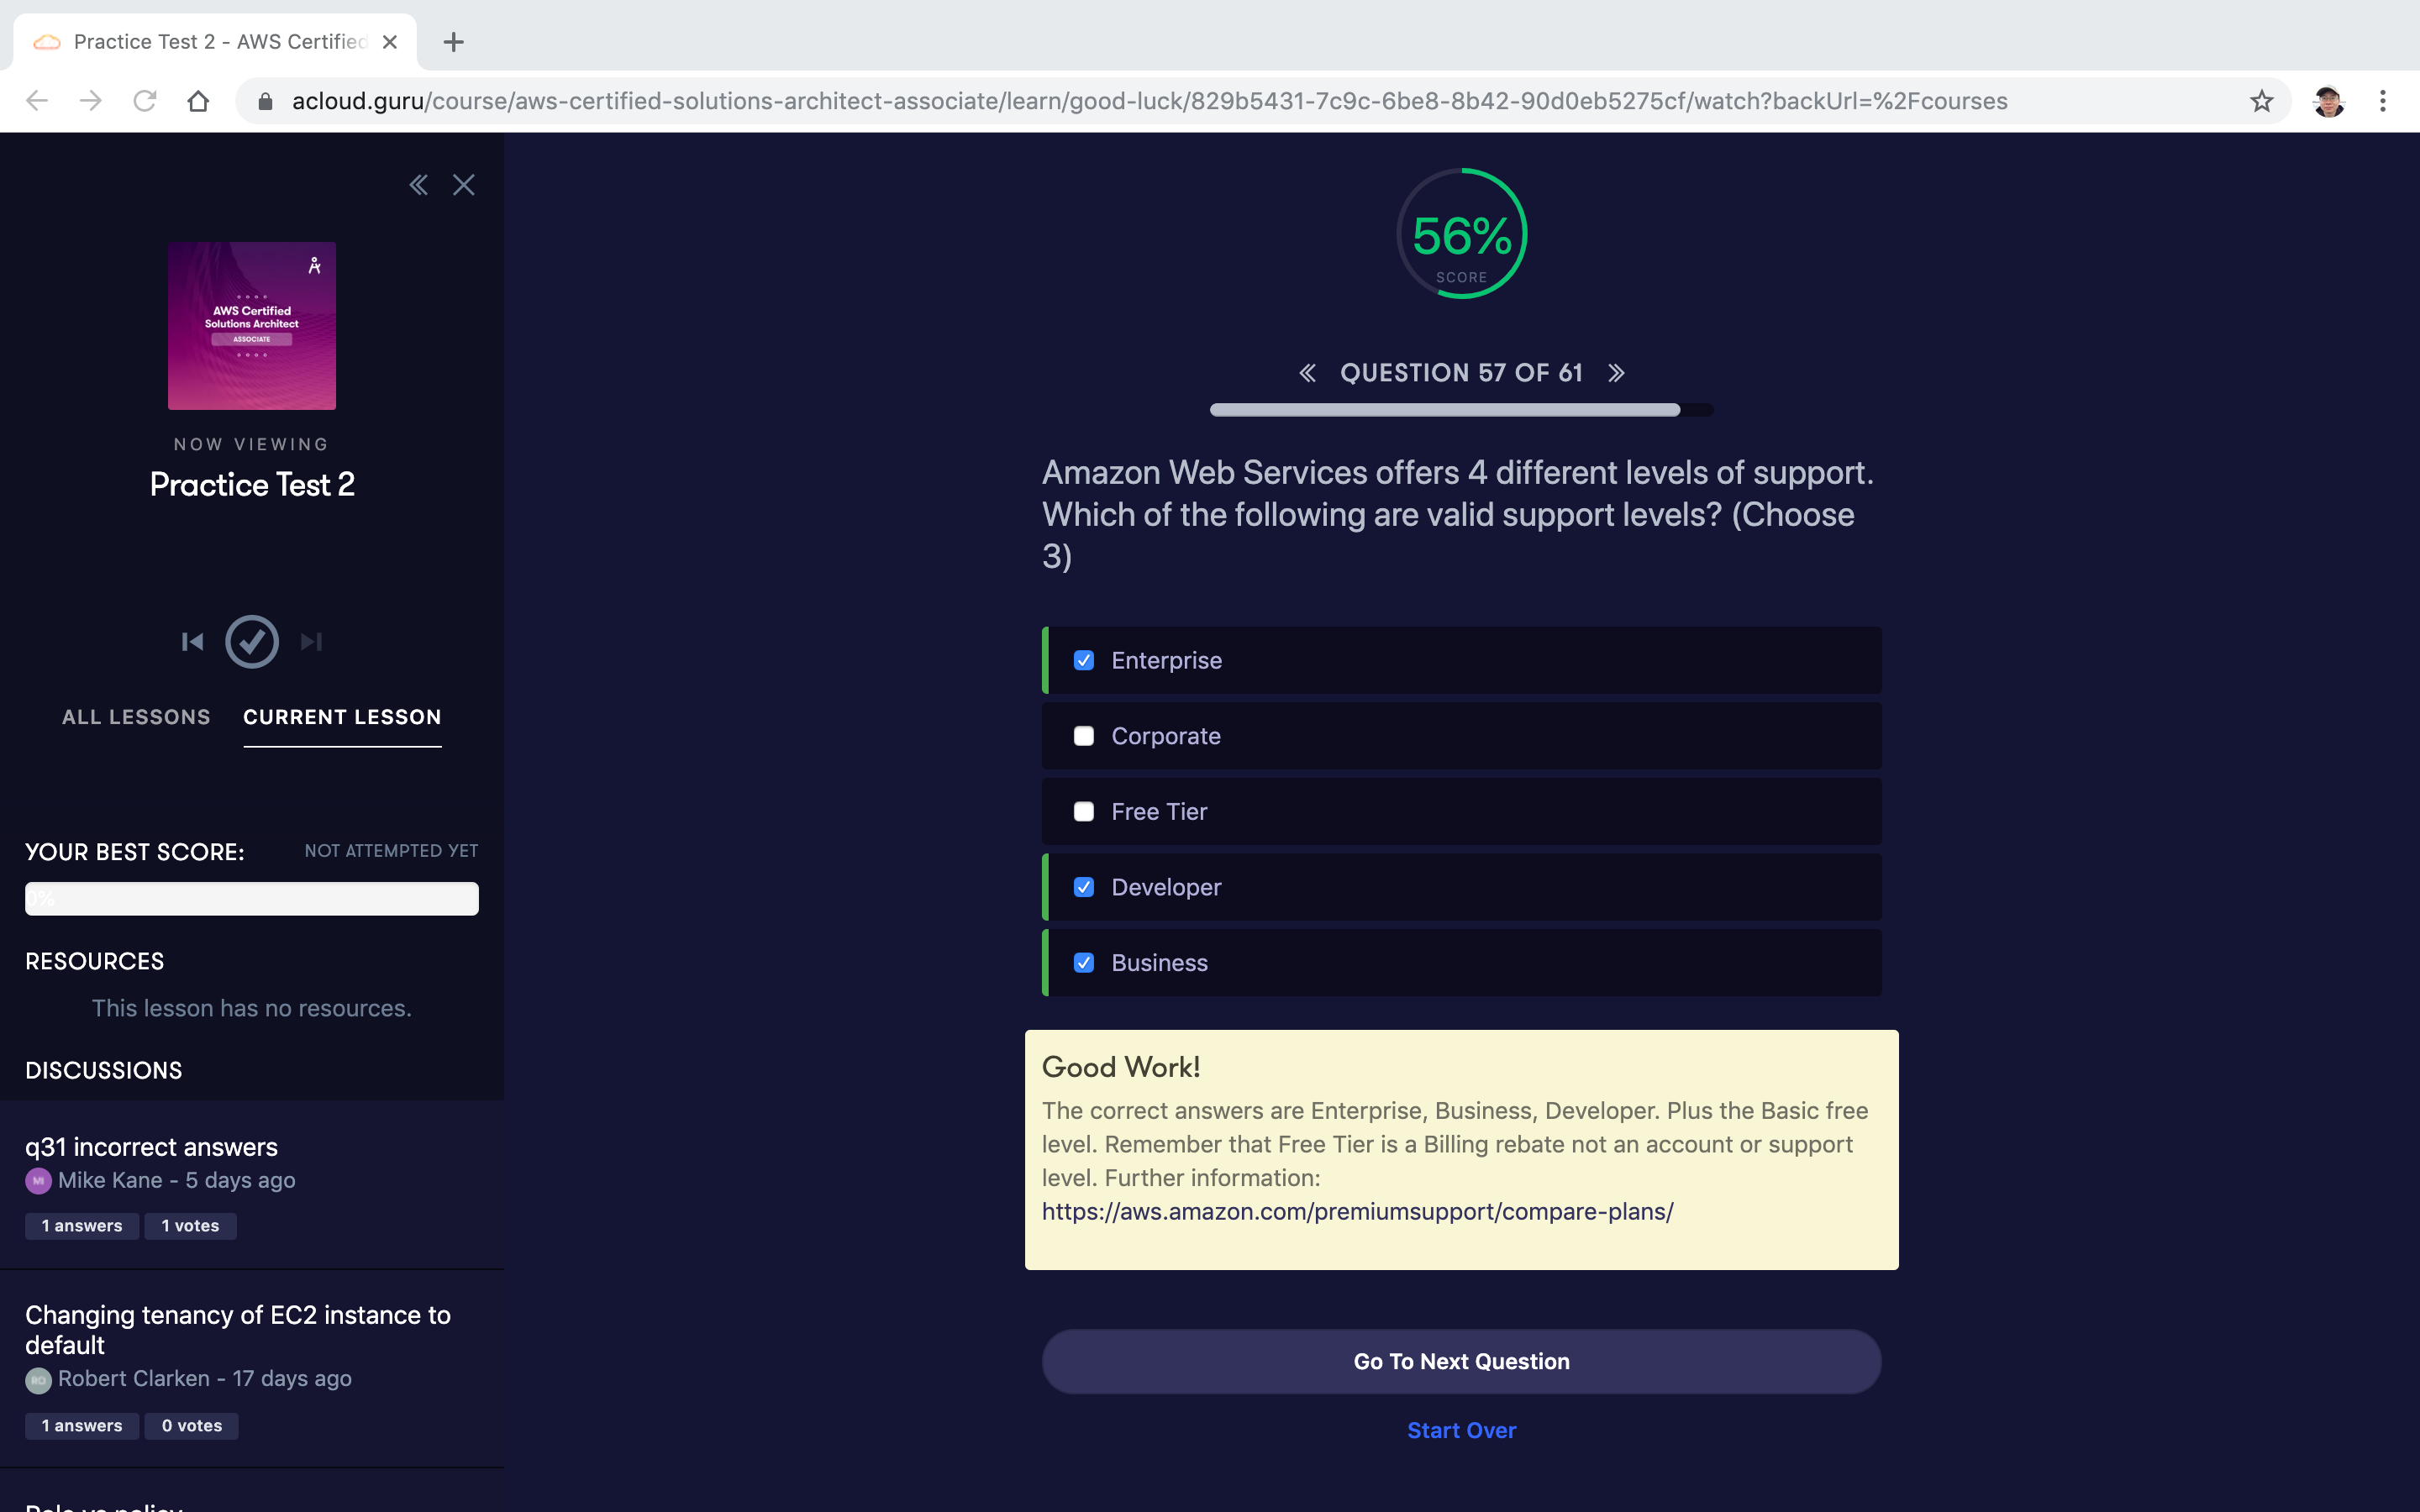 Practice Test 2 - AWS Certified
acloud.guru/course/aws-certified-solutions-architect-associate/learn/good-luck/829b5431-7c9c-6be8-8b42-90d0eb5275cf/watch?backUrl=%2Fcourses
AWS Certified
Solutions Architect
ASSOCIATE
NOW VIEWING
Practice Test 2
ALL LESSONS
CURRENT LESSON
YOUR BEST SCORE:
NOT ATTEMPTED YET
0%
RESOURCES
This lesson has no resources.
DISCUSSIONS
q31 incorrect answers
MI
Mike Kane - 5 days ago
1 answers
1 votes
Changing tenancy of EC2 instance to
default
RO
Robert Clarken - 17 days ago
1 answers
0 votes
Role vs policy
56%
SCORE
QUESTION 57 OF 61
Amazon Web Services offers 4 different levels of support.
Which of the following are valid support levels? (Choose
3)
Enterprise
Corporate
Free Tier
Developer
Business
Good Work!
The correct answers are Enterprise, Business, Developer. Plus the Basic free
level. Remember that Free Tier is a Billing rebate not an account or support
level. Further information:
https://aws.amazon.com/premiumsupport/compare-plans/
Go To Next Question
Start Over